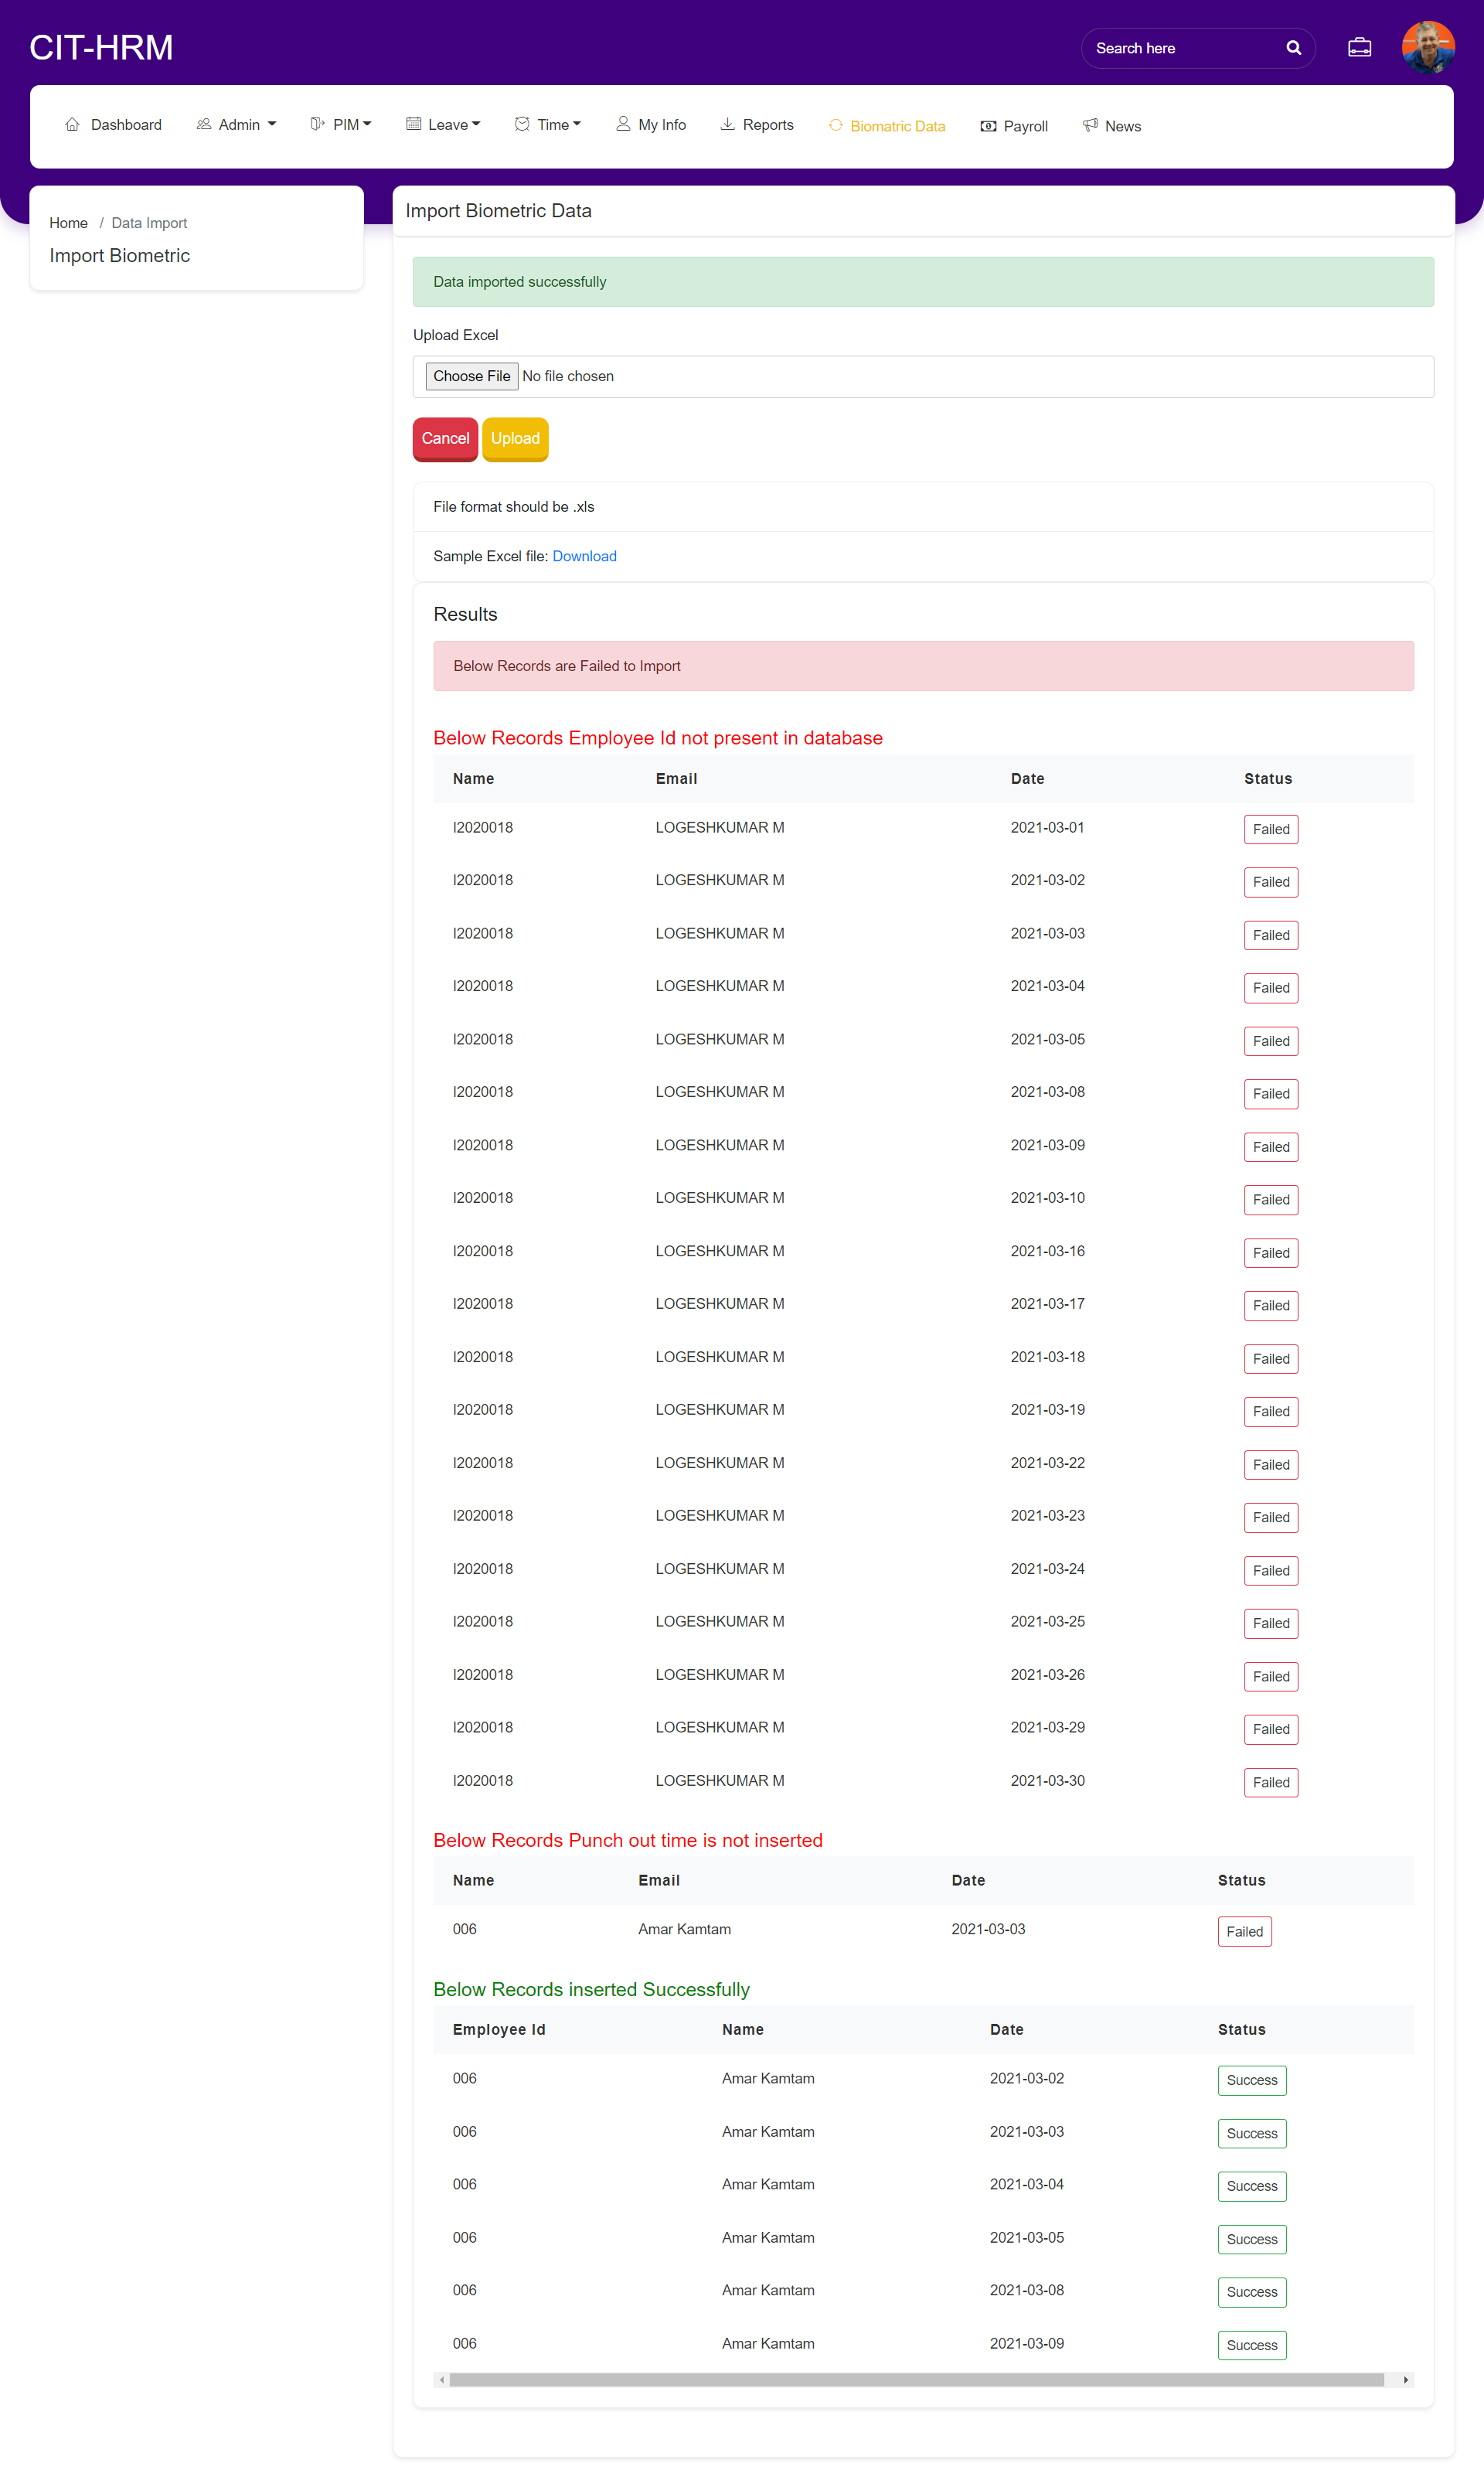 CIT-HRM
Search here
Dashboard Admin PIM Leave Time My Info Reports Biomatric Data Payroll News
Home / Data Import
Import Biometric
Import Biometric Data
Data imported successfully
Upload Excel
Choose File No file chosen
Cancel Upload
File format should be .xls
Sample Excel file: Download
Results
Below Records are Failed to Import
Below Records Employee Id not present in database
Name Email Date Status
I2020018 LOGESHKUMAR M 2021-03-01 Failed
I2020018 LOGESHKUMAR M 2021-03-02 Failed
I2020018 LOGESHKUMAR M 2021-03-03 Failed
I2020018 LOGESHKUMAR M 2021-03-04 Failed
I2020018 LOGESHKUMAR M 2021-03-05 Failed
I2020018 LOGESHKUMAR M 2021-03-08 Failed
I2020018 LOGESHKUMAR M 2021-03-09 Failed
I2020018 LOGESHKUMAR M 2021-03-10 Failed
I2020018 LOGESHKUMAR M 2021-03-16 Failed
I2020018 LOGESHKUMAR M 2021-03-17 Failed
I2020018 LOGESHKUMAR M 2021-03-18 Failed
I2020018 LOGESHKUMAR M 2021-03-19 Failed
I2020018 LOGESHKUMAR M 2021-03-22 Failed
I2020018 LOGESHKUMAR M 2021-03-23 Failed
I2020018 LOGESHKUMAR M 2021-03-24 Failed
I2020018 LOGESHKUMAR M 2021-03-25 Failed
I2020018 LOGESHKUMAR M 2021-03-26 Failed
I2020018 LOGESHKUMAR M 2021-03-29 Failed
I2020018 LOGESHKUMAR M 2021-03-30 Failed
Below Records Punch out time is not inserted
Name Email Date Status
006 Amar Kamtam 2021-03-03 Failed
Below Records inserted Successfully
Employee Id Name Date Status
006 Amar Kamtam 2021-03-02 Success
006 Amar Kamtam 2021-03-03 Success
006 Amar Kamtam 2021-03-04 Success
006 Amar Kamtam 2021-03-05 Success
006 Amar Kamtam 2021-03-08 Success
006 Amar Kamtam 2021-03-09 Success